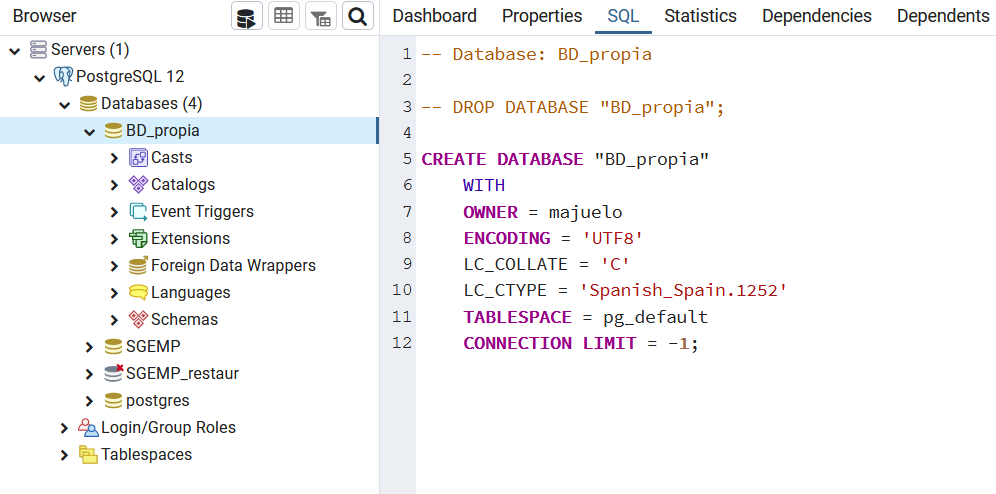 Browser
Servers (1)
PostgreSQL 12
Databases (4)
BD_propia
Casts
Catalogs
Event Triggers
Extensions
Foreign Data Wrappers
Languages
Schemas
SGEMP
SGEMP_restaur
postgres
Login/Group Roles
Tablespaces
Dashboard Properties SQL Statistics Dependencies Dependents
1 -- Database: BD_propia
2
3 -- DROP DATABASE "BD_propia";
4
5 CREATE DATABASE "BD_propia"
6 WITH
7 OWNER = majuelo
8 ENCODING = 'UTF8'
9 LC_COLLATE = 'C'
10 LC_CTYPE = 'Spanish_Spain.1252'
11 TABLESPACE = pg_default
12 CONNECTION LIMIT = -1;